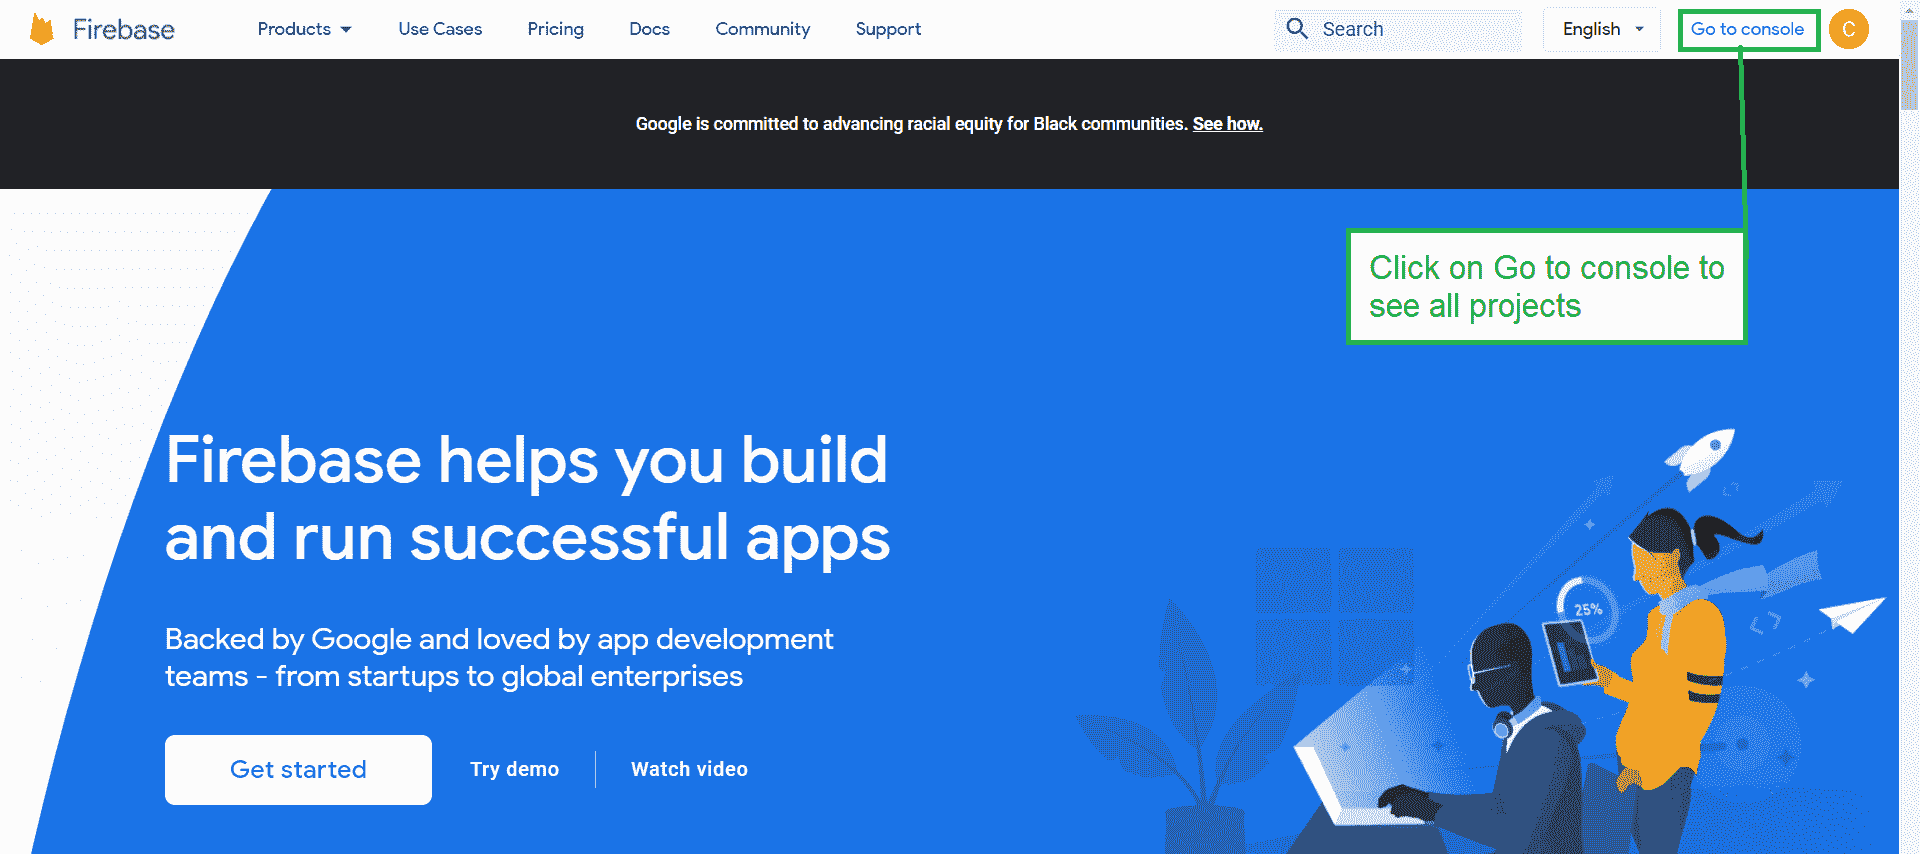 Firebase Products Use Cases Pricing Docs Community Support Search English Go to console C
Google is committed to advancing racial equity for Black communities. See how.
Click on Go to console to
see all projects
Firebase helps you build
and run successful apps
25%
Backed by Google and loved by app development
teams - from startups to global enterprises
Get started Try demo Watch video